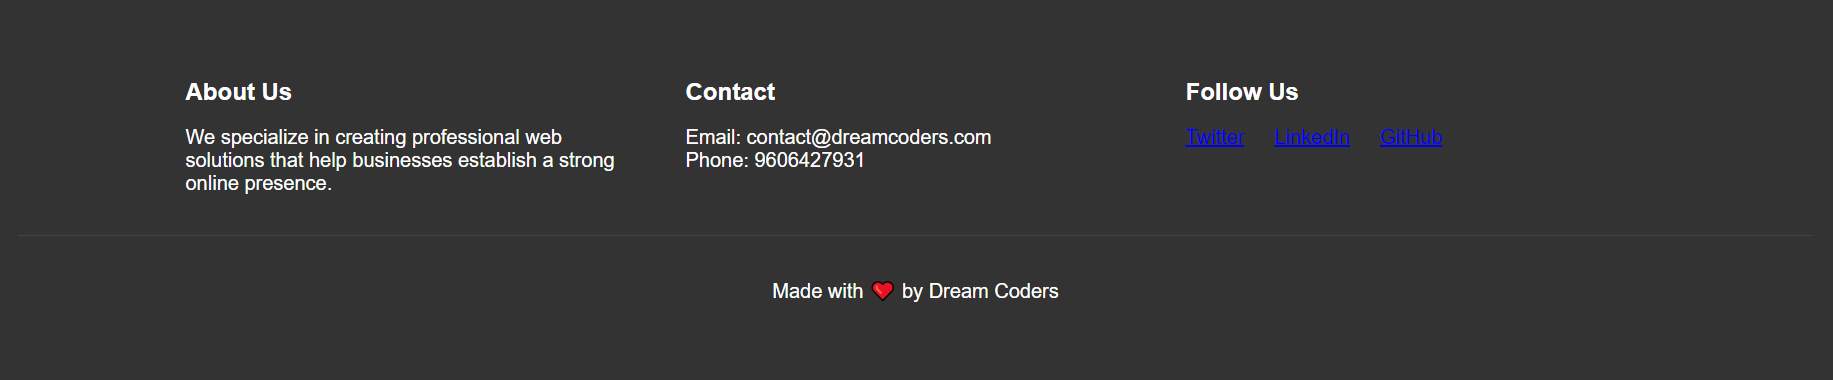 About Us
We specialize in creating professional web
solutions that help businesses establish a strong
online presence.
Contact
Email: contact@dreamcoders.com
Phone: 9606427931
Follow Us
Twitter LinkedIn GitHub
Made with ❤️ by Dream Coders